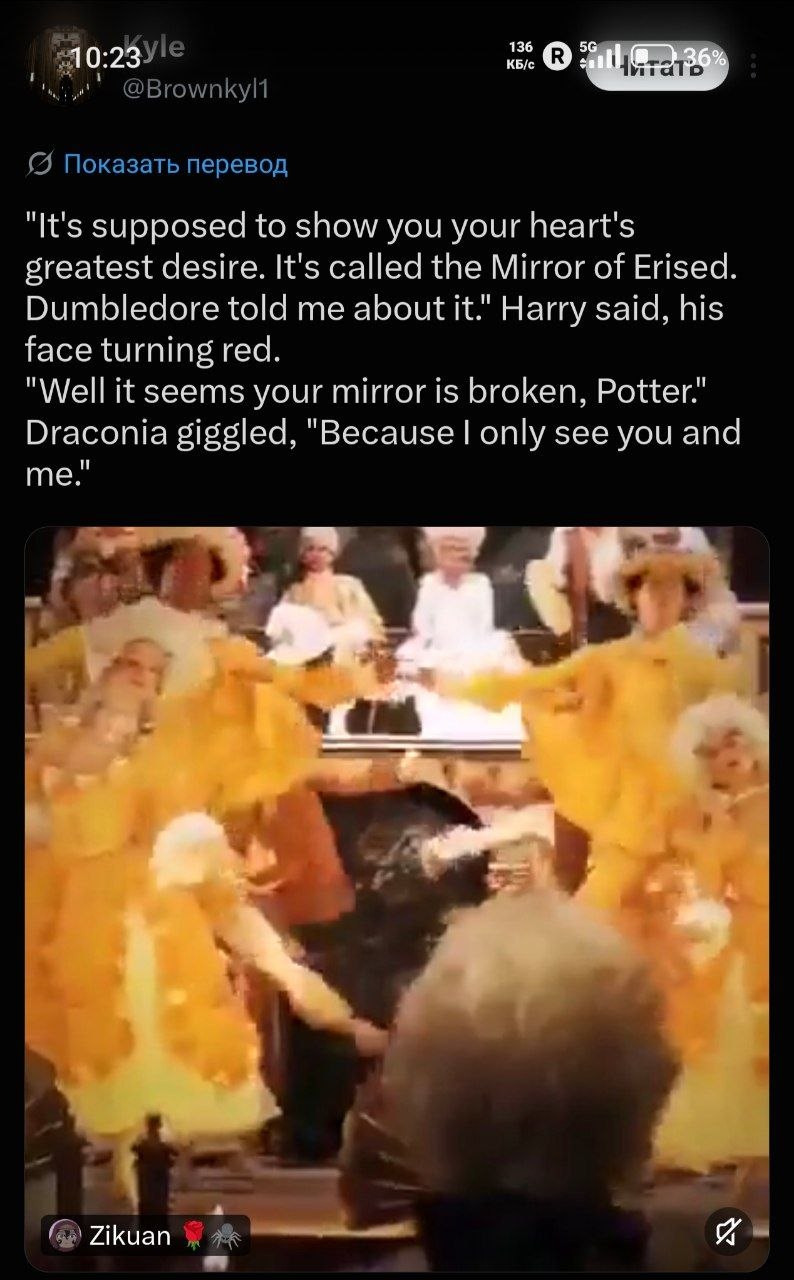 10:23
Kyle
136
КБ/с
R
5G
36%
Читать
@Brownkyl1
Показать перевод
"It's supposed to show you your heart's
greatest desire. It's called the Mirror of Erised.
Dumbledore told me about it." Harry said, his
face turning red.
"Well it seems your mirror is broken, Potter."
Draconia giggled, "Because I only see you and
me."
Zikuan 🌹🕷️